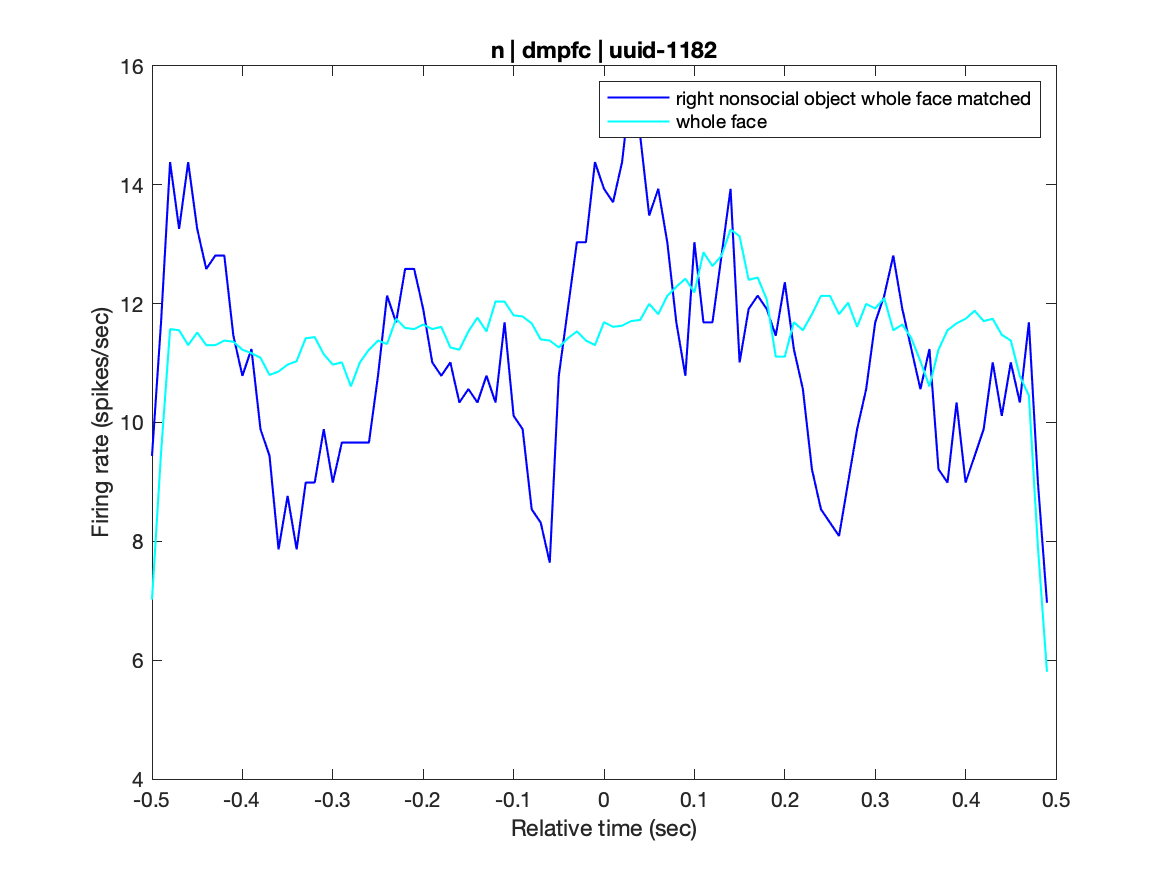 n | dmpfc | uuid-1182
right nonsocial object whole face matched
whole face
16
14
12
10
8
6
4
Firing rate (spikes/sec)
-0.5 -0.4 -0.3 -0.2 -0.1 0 0.1 0.2 0.3 0.4 0.5
Relative time (sec)